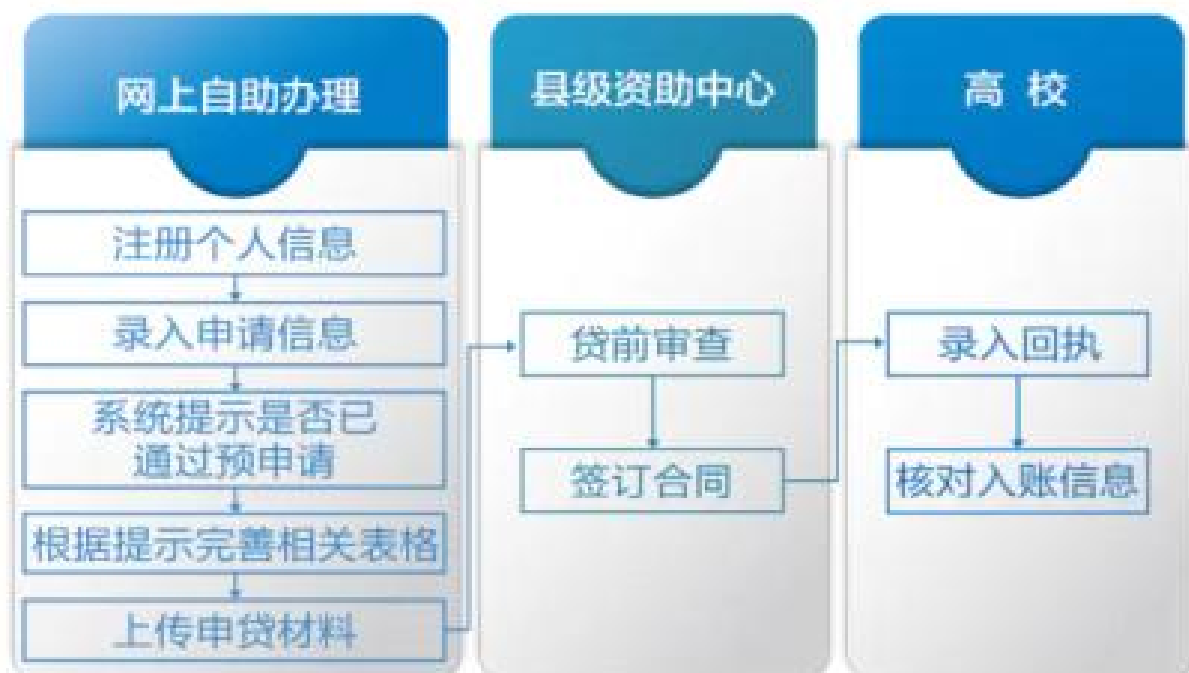 网上自助办理
注册个人信息
录入申请信息
系统提示是否已
通过预申请
根据提示完善相关表格
上传申贷材料
县级资助中心
贷前审查
签订合同
高 校
录入回执
核对入账信息